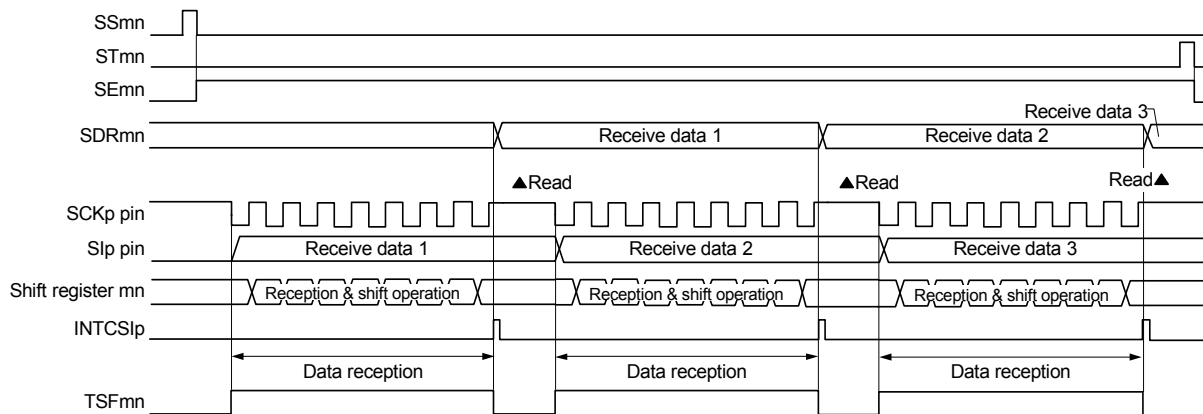 SSmn
STmn
SEmn
Receive data 3
SDRmn Receive data 1 Receive data 2
▲Read ▲Read Read▲
SCKp pin
SIp pin Receive data 1 Receive data 2 Receive data 3
Shift register mn Reception & shift operation Reception & shift operation Reception & shift operation
INTCSIp
Data reception Data reception Data reception
TSFmn